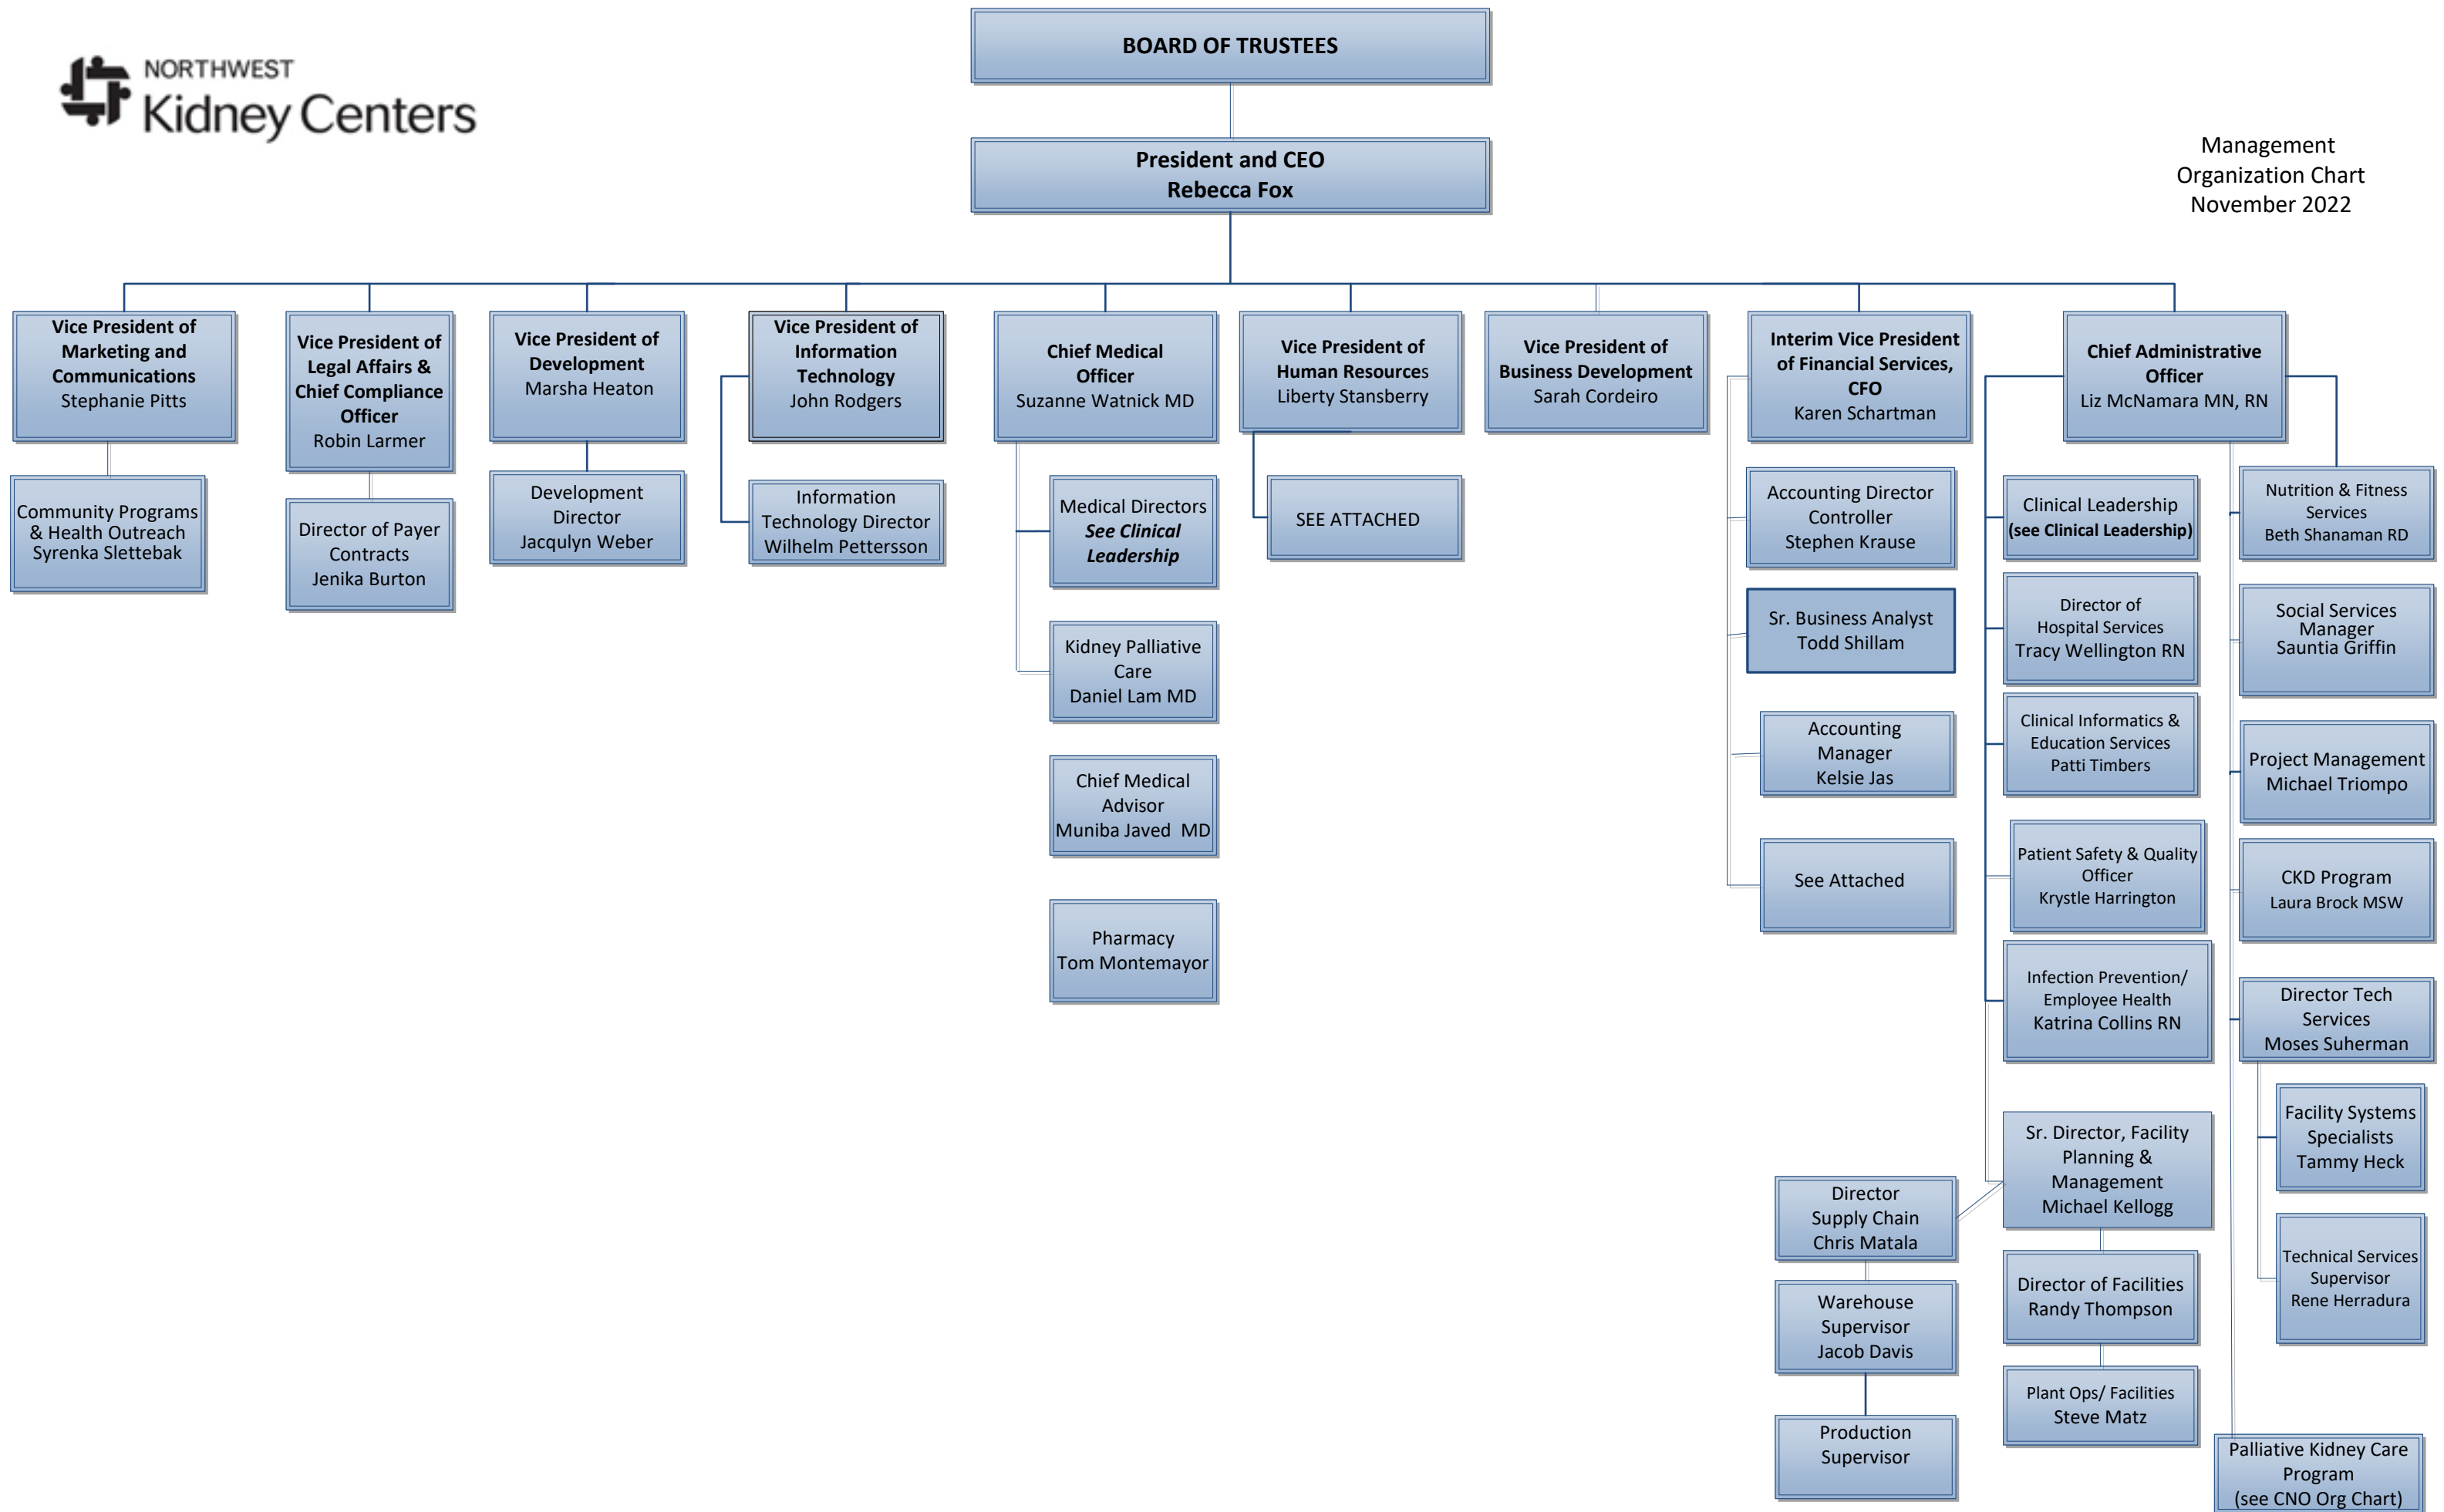 NORTHWEST
Kidney Centers
BOARD OF TRUSTEES
President and CEO
Rebecca Fox
Management
Organization Chart
November 2022
Vice President of
Marketing and
Communications
Stephanie Pitts
Vice President of
Legal Affairs &
Chief Compliance
Officer
Robin Larmer
Vice President of
Development
Marsha Heaton
Vice President of
Information
Technology
John Rodgers
Chief Medical
Officer
Suzanne Watnick MD
Vice President of
Human Resources
Liberty Stansberry
Vice President of
Business Development
Sarah Cordeiro
Interim Vice President
of Financial Services,
CFO
Karen Schartman
Chief Administrative
Officer
Liz McNamara MN, RN
Community Programs
& Health Outreach
Syrenka Slettebak
Director of Payer
Contracts
Jenika Burton
Development
Director
Jacqulyn Weber
Information
Technology Director
Wilhelm Pettersson
Medical Directors
See Clinical
Leadership
Kidney Palliative
Care
Daniel Lam MD
Chief Medical
Advisor
Muniba Javed  MD
Pharmacy
Tom Montemayor
SEE ATTACHED
Accounting Director
Controller
Stephen Krause
Sr. Business Analyst
Todd Shillam
Accounting
Manager
Kelsie Jas
See Attached
Clinical Leadership
(see Clinical Leadership)
Director of
Hospital Services
Tracy Wellington RN
Clinical Informatics &
Education Services
Patti Timbers
Patient Safety & Quality
Officer
Krystle Harrington
Infection Prevention/
Employee Health
Katrina Collins RN
Sr. Director, Facility
Planning &
Management
Michael Kellogg
Director
Supply Chain
Chris Matala
Warehouse
Supervisor
Jacob Davis
Production
Supervisor
Director of Facilities
Randy Thompson
Plant Ops/ Facilities
Steve Matz
Nutrition & Fitness
Services
Beth Shanaman RD
Social Services
Manager
Sauntia Griffin
Project Management
Michael Triompo
CKD Program
Laura Brock MSW
Director Tech
Services
Moses Suherman
Facility Systems
Specialists
Tammy Heck
Technical Services
Supervisor
Rene Herradura
Palliative Kidney Care
Program
(see CNO Org Chart)